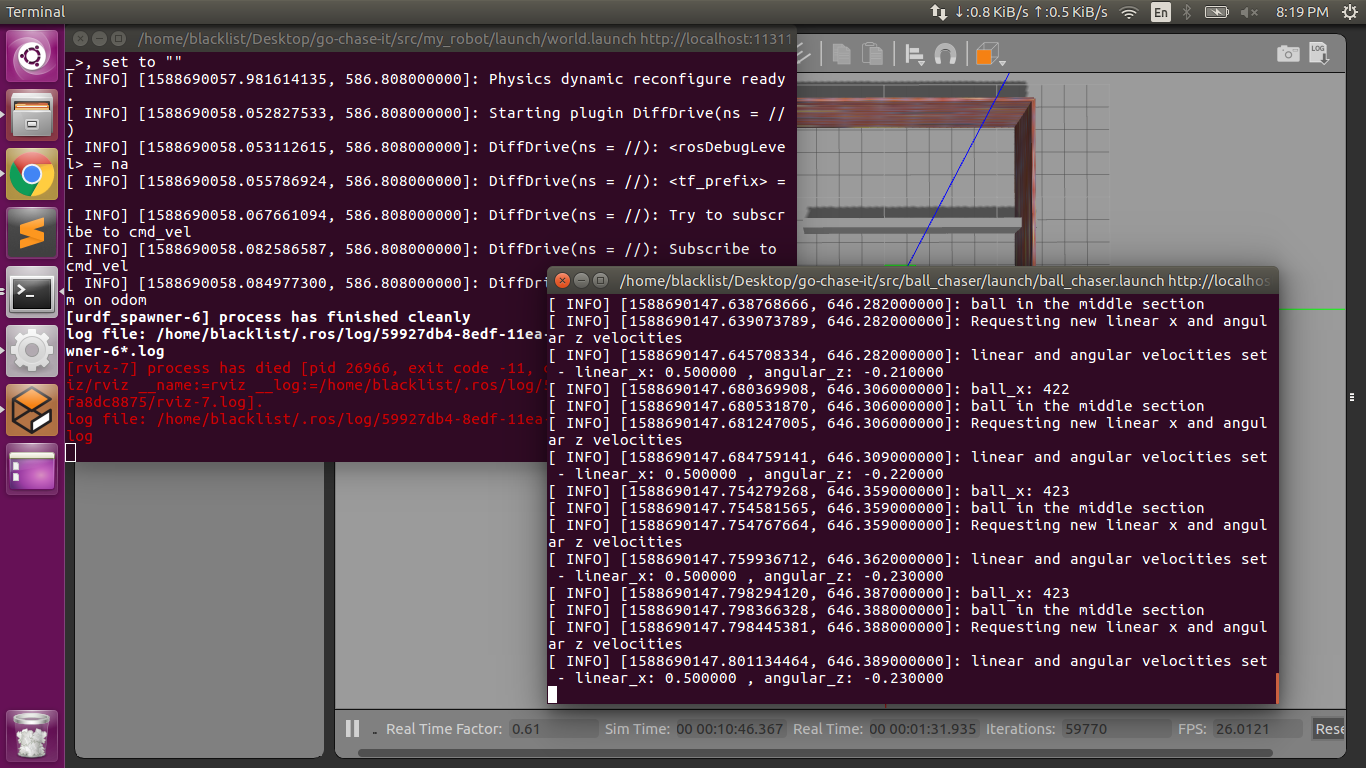 Terminal
↓:0.8 KiB/s ↑:0.5 KiB/s
En
8:19 PM
/home/blacklist/Desktop/go-chase-it/src/my_robot/launch/world.launch http://localhost:11311
_>, set to ""
[ INFO] [1588690057.981614135, 586.808000000]: Physics dynamic reconfigure ready
.
[ INFO] [1588690058.052827533, 586.808000000]: Starting plugin DiffDrive(ns = //
)
[ INFO] [1588690058.053112615, 586.808000000]: DiffDrive(ns = //): <rosDebugLeve
l> = na
[ INFO] [1588690058.055786924, 586.808000000]: DiffDrive(ns = //): <tf_prefix> =
[ INFO] [1588690058.067661094, 586.808000000]: DiffDrive(ns = //): Try to subscr
ibe to cmd_vel
[ INFO] [1588690058.082586587, 586.808000000]: DiffDrive(ns = //): Subscribe to
cmd_vel
[ INFO] [1588690058.084977300, 586.808000000]:
m on odom
[urdf_spawner-6] process has finished cleanly
log file: /home/blacklist/.ros/log/59927db4-8edf-11ea-
wner-6*.log
[rviz-7] process has died [pid 26966, exit code -11,
iz/rviz __name:=rviz __log:=/home/blacklist/.ros/log/
fa8dc8875/rviz-7.log].
log file: /home/blacklist/.ros/log/59927db4-8edf-11ea-
log
LOG
/home/blacklist/Desktop/go-chase-it/src/ball_chaser/launch/ball_chaser.launch http://localhos
[ INFO] [1588690147.638768666, 646.282000000]: ball in the middle section
[ INFO] [1588690147.639073789, 646.282000000]: Requesting new linear x and angul
ar z velocities
[ INFO] [1588690147.645708334, 646.282000000]: linear and angular velocities set
 - linear_x: 0.500000 , angular_z: -0.210000
[ INFO] [1588690147.680369908, 646.306000000]: ball_x: 422
[ INFO] [1588690147.680531870, 646.306000000]: ball in the middle section
[ INFO] [1588690147.681247005, 646.306000000]: Requesting new linear x and angul
ar z velocities
[ INFO] [1588690147.684759141, 646.309000000]: linear and angular velocities set
 - linear_x: 0.500000 , angular_z: -0.220000
[ INFO] [1588690147.754279268, 646.359000000]: ball_x: 423
[ INFO] [1588690147.754581565, 646.359000000]: ball in the middle section
[ INFO] [1588690147.754767664, 646.359000000]: Requesting new linear x and angul
ar z velocities
[ INFO] [1588690147.759936712, 646.362000000]: linear and angular velocities set
 - linear_x: 0.500000 , angular_z: -0.230000
[ INFO] [1588690147.798294120, 646.387000000]: ball_x: 423
[ INFO] [1588690147.798366328, 646.388000000]: ball in the middle section
[ INFO] [1588690147.798445381, 646.388000000]: Requesting new linear x and angul
ar z velocities
[ INFO] [1588690147.801134464, 646.389000000]: linear and angular velocities set
 - linear_x: 0.500000 , angular_z: -0.230000
Real Time Factor: 0.61 Sim Time: 00 00:10:46.367 Real Time: 00 00:01:31.935 Iterations: 59770 FPS: 26.0121 Rese